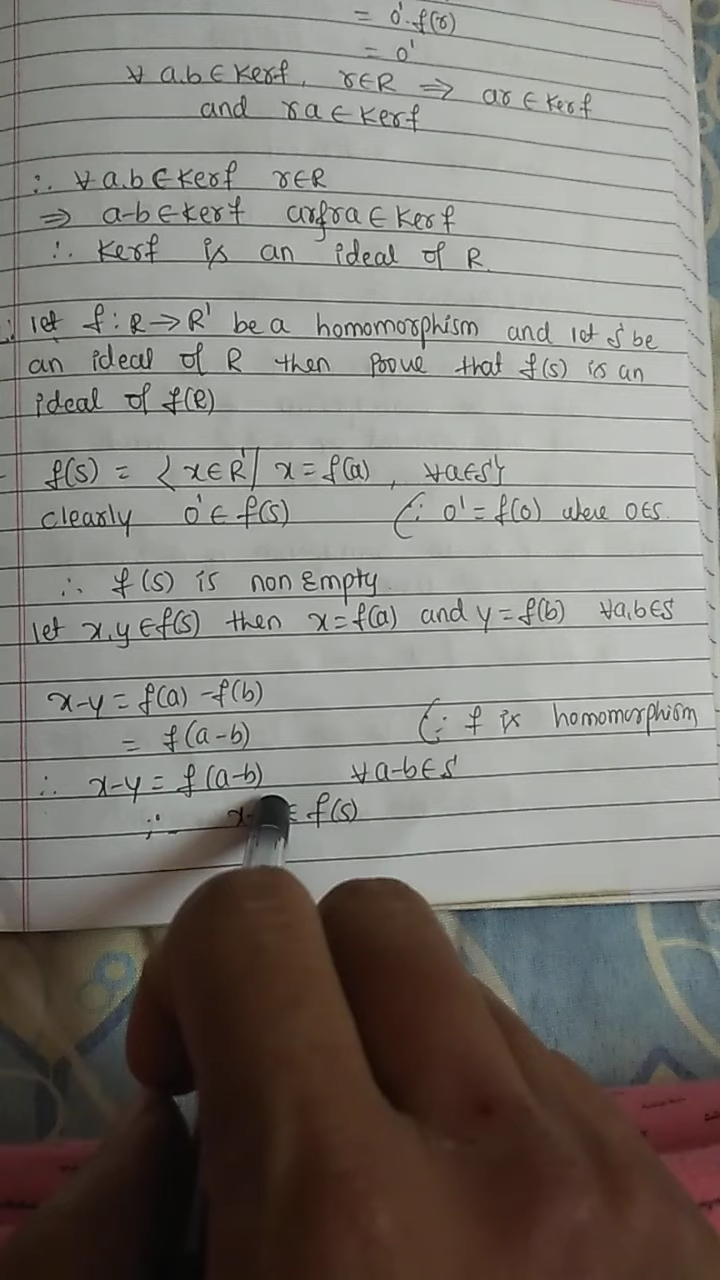 = 0'. f(r)
= 0'
∀ a.b ∈ Kerf, r∈R ⇒ ar ∈ Kerf
and ra ∈ Kerf
∴ ∀ a.b ∈ Kerf r∈R
⇒ a-b ∈ Kerf ra ∈ Kerf
∴ Kerf is an ideal of R.
let f : R → R' be a homomorphism and let S be
an ideal of R then Prove that f(s) is an
ideal of f(R)
f(s) = { x ∈ R' / x = f(a) , ∀a∈S }
clearly 0' ∈ f(s) (∵ 0' = f(0) were 0∈S.
∴ f(s) is non Empty.
let x,y ∈ f(s) then x = f(a) and y = f(b) ∀a,b∈S
x-y = f(a) - f(b)
= f(a-b) (∵ f is homomorphism
∴ x-y = f(a-b) ∀ a-b ∈ S
∴ x- ∈ f(s)